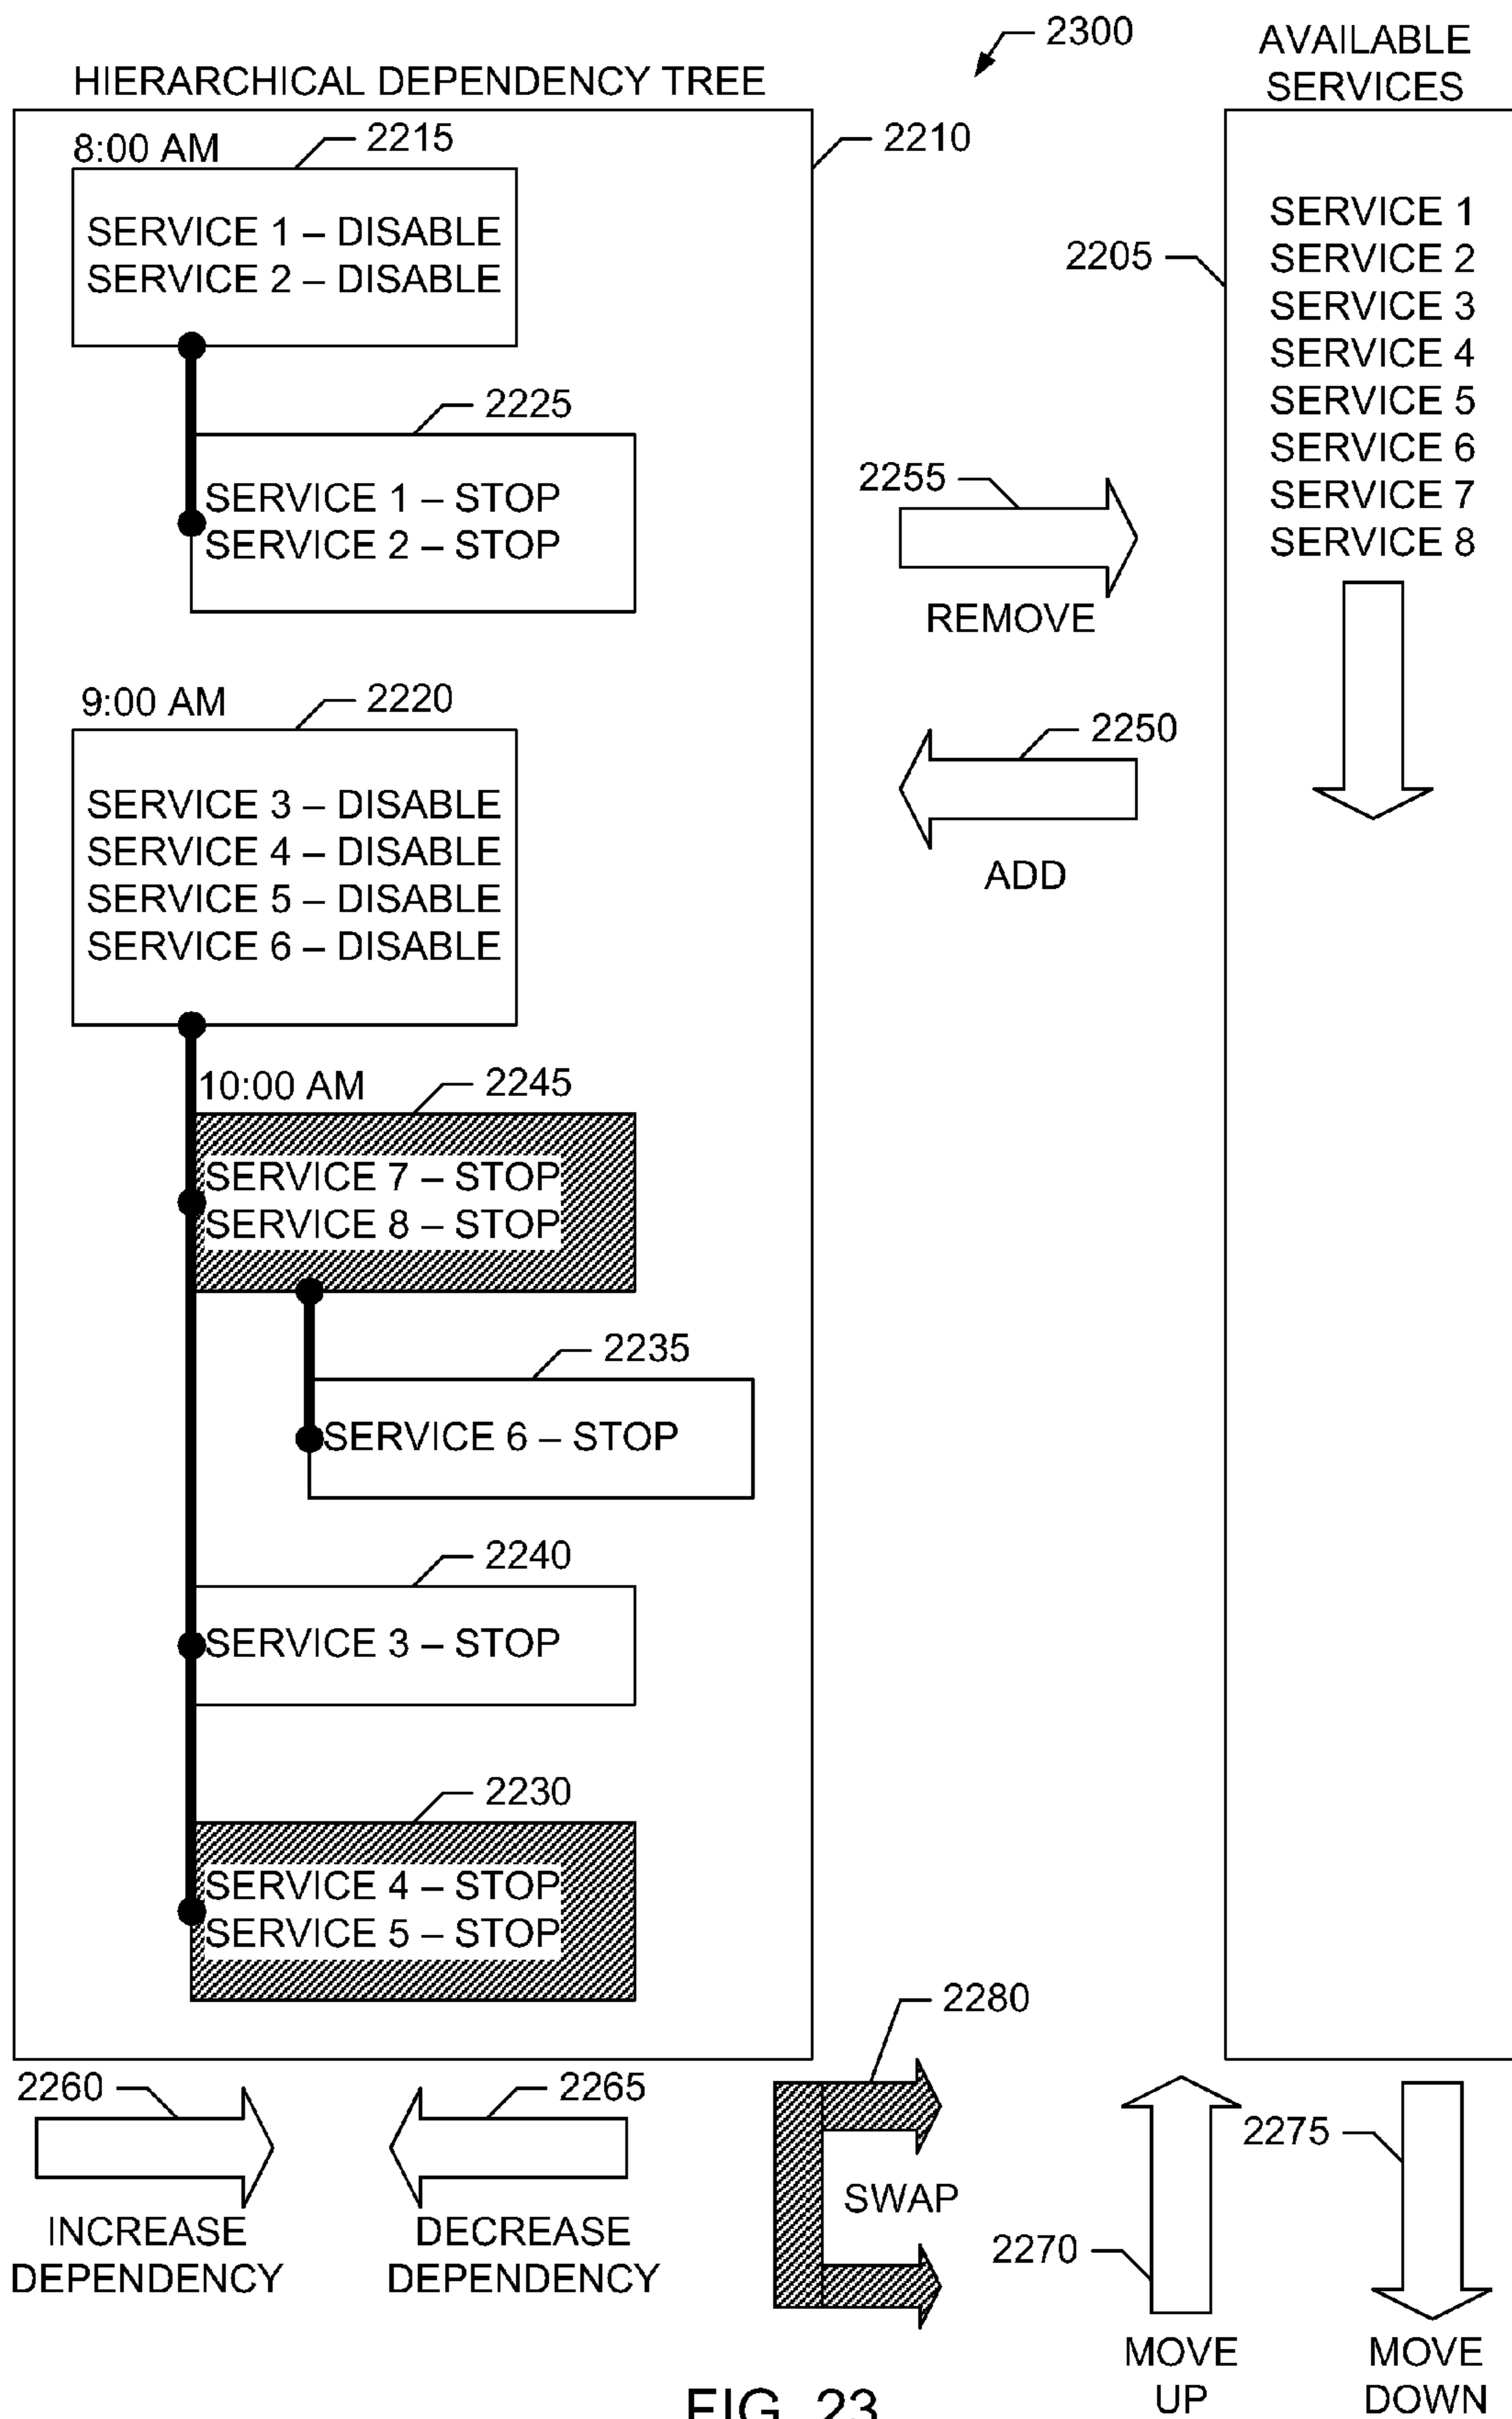 2300
AVAILABLE
SERVICES
HIERARCHICAL DEPENDENCY TREE
8:00 AM
2215
2210
SERVICE 1 – DISABLE
SERVICE 2 – DISABLE
2225
SERVICE 1 – STOP
SERVICE 2 – STOP
9:00 AM
2220
SERVICE 3 – DISABLE
SERVICE 4 – DISABLE
SERVICE 5 – DISABLE
SERVICE 6 – DISABLE
10:00 AM
2245
SERVICE 7 – STOP
SERVICE 8 – STOP
2235
SERVICE 6 – STOP
2240
SERVICE 3 – STOP
2230
SERVICE 4 – STOP
SERVICE 5 – STOP
2255
REMOVE
2250
ADD
2205
SERVICE 1
SERVICE 2
SERVICE 3
SERVICE 4
SERVICE 5
SERVICE 6
SERVICE 7
SERVICE 8
2260
INCREASE
DEPENDENCY
2265
DECREASE
DEPENDENCY
2280
SWAP
2270
MOVE
UP
2275
MOVE
DOWN
FIG. 23